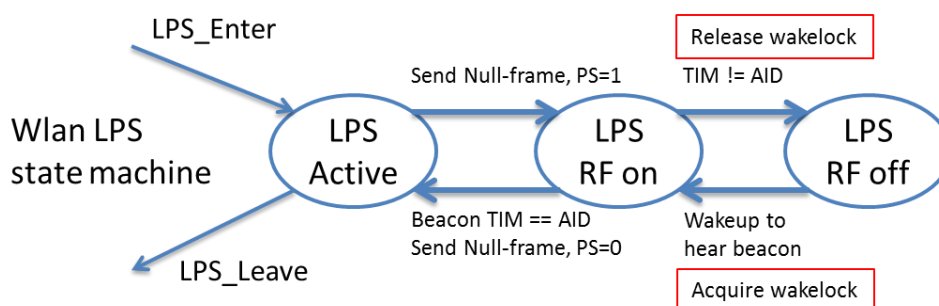 LPS_Enter
Release wakelock
Send Null-frame, PS=1
TIM != AID
Wlan LPS
state machine
LPS
Active
LPS
RF on
LPS
RF off
Beacon TIM == AID
Send Null-frame, PS=0
Wakeup to
hear beacon
LPS_Leave
Acquire wakelock